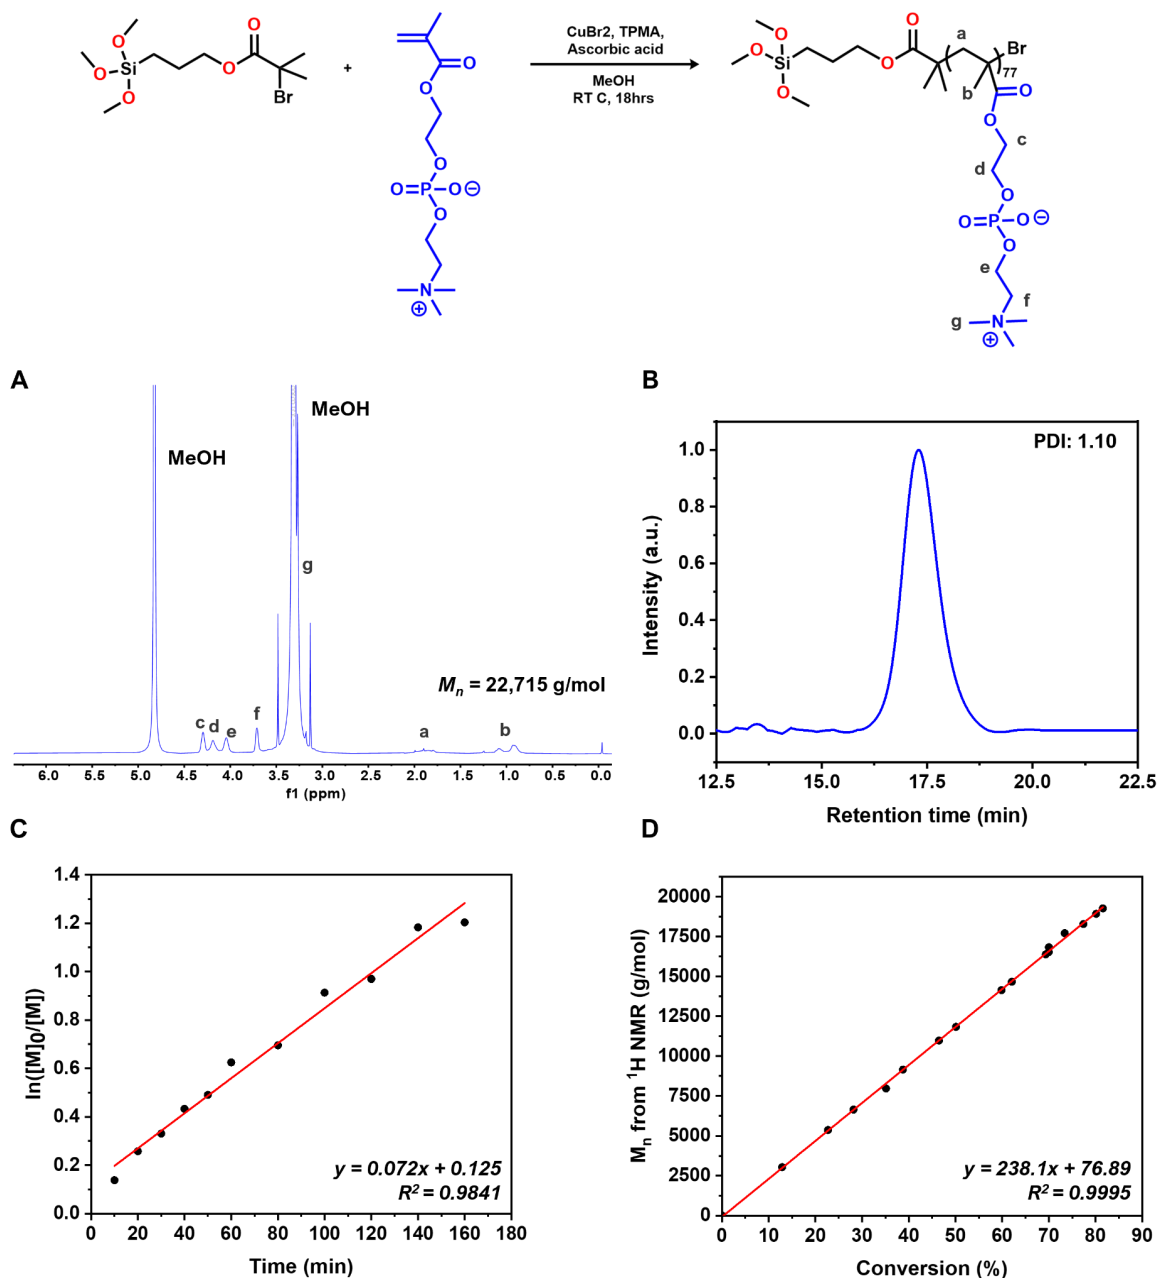 CuBr2, TPMA,
Ascorbic acid
MeOH
RT C, 18hrs
O
O
Si
O
O
O
Br
+
O
O
O
O=P-O⊖
O
N
⊕
O
O
Si
O
O
O
a
Br
77
b
O
O
c
d
O
O=P-O⊖
O
e
f
g
N
⊕
A
MeOH
MeOH
g
Mn = 22,715 g/mol
c d e f a b
6.0 5.5 5.0 4.5 4.0 3.5 3.0 2.5 2.0 1.5 1.0 0.5 0.0
f1 (ppm)
B
PDI: 1.10
1.0
0.8
0.6
0.4
0.2
0.0
Intensity (a.u.)
12.5 15.0 17.5 20.0 22.5
Retention time (min)
C
1.4
1.2
1.0
0.8
0.6
0.4
0.2
0.0
ln([M]0/[M])
y = 0.072x + 0.125
R2 = 0.9841
0 20 40 60 80 100 120 140 160 180
Time (min)
D
20000
17500
15000
12500
10000
7500
5000
2500
0
Mn from 1H NMR (g/mol)
y = 238.1x + 76.89
R2 = 0.9995
0 10 20 30 40 50 60 70 80 90
Conversion (%)